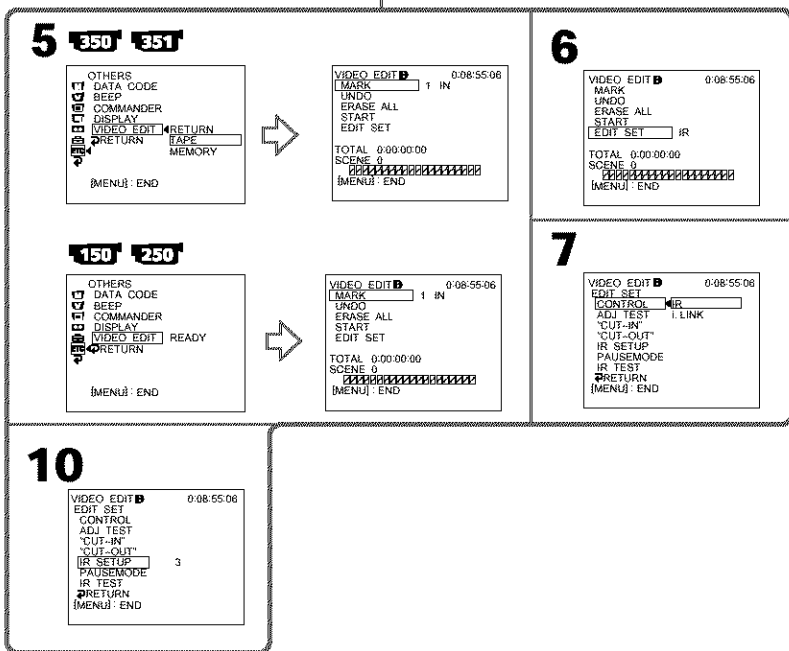 5 350 351
OTHERS
DATA CODE
BEEP
COMMANDER
DISPLAY
VIDEO EDIT RETURN
RETURN TAPE
MEMORY
[MENU] : END
VIDEO EDIT 0:08:55:06
MARK 1 IN
UNDO
ERASE ALL
START
EDIT SET
TOTAL 0:00:00:00
SCENE 0
[MENU] : END
150 250
OTHERS
DATA CODE
BEEP
COMMANDER
DISPLAY
VIDEO EDIT READY
RETURN
[MENU] : END
VIDEO EDIT 0:08:55:06
MARK 1 IN
UNDO
ERASE ALL
START
EDIT SET
TOTAL 0:00:00:00
SCENE 0
[MENU] : END
6
VIDEO EDIT 0:08:55:06
MARK
UNDO
ERASE ALL
START
EDIT SET IR
TOTAL 0:00:00:00
SCENE 0
[MENU] : END
7
VIDEO EDIT 0:08:55:06
EDIT SET
CONTROL IR
ADJ TEST i.LINK
"CUT-IN"
"CUT-OUT"
IR SETUP
PAUSEMODE
IR TEST
RETURN
[MENU] : END
10
VIDEO EDIT 0:08:55:06
EDIT SET
CONTROL
ADJ TEST
"CUT-IN"
"CUT-OUT"
IR SETUP 3
PAUSEMODE
IR TEST
RETURN
[MENU] : END